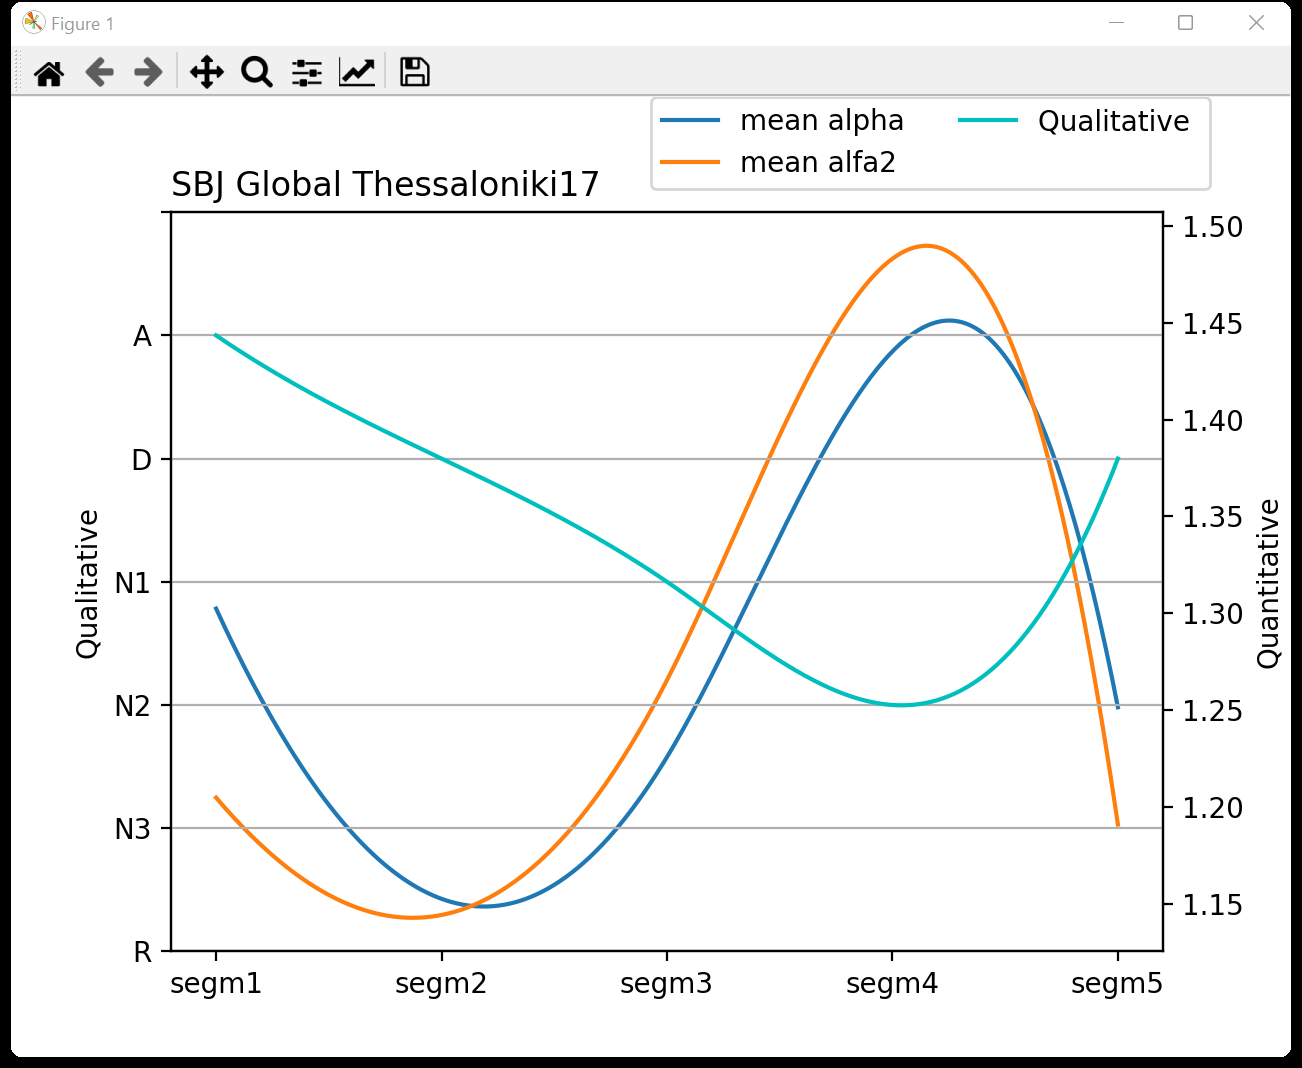 Figure 1
mean alpha
mean alfa2
Qualitative
SBJ Global Thessaloniki17
A
D
N1
N2
N3
R
Qualitative
1.50
1.45
1.40
1.35
1.30
1.25
1.20
1.15
Quantitative
segm1 segm2 segm3 segm4 segm5